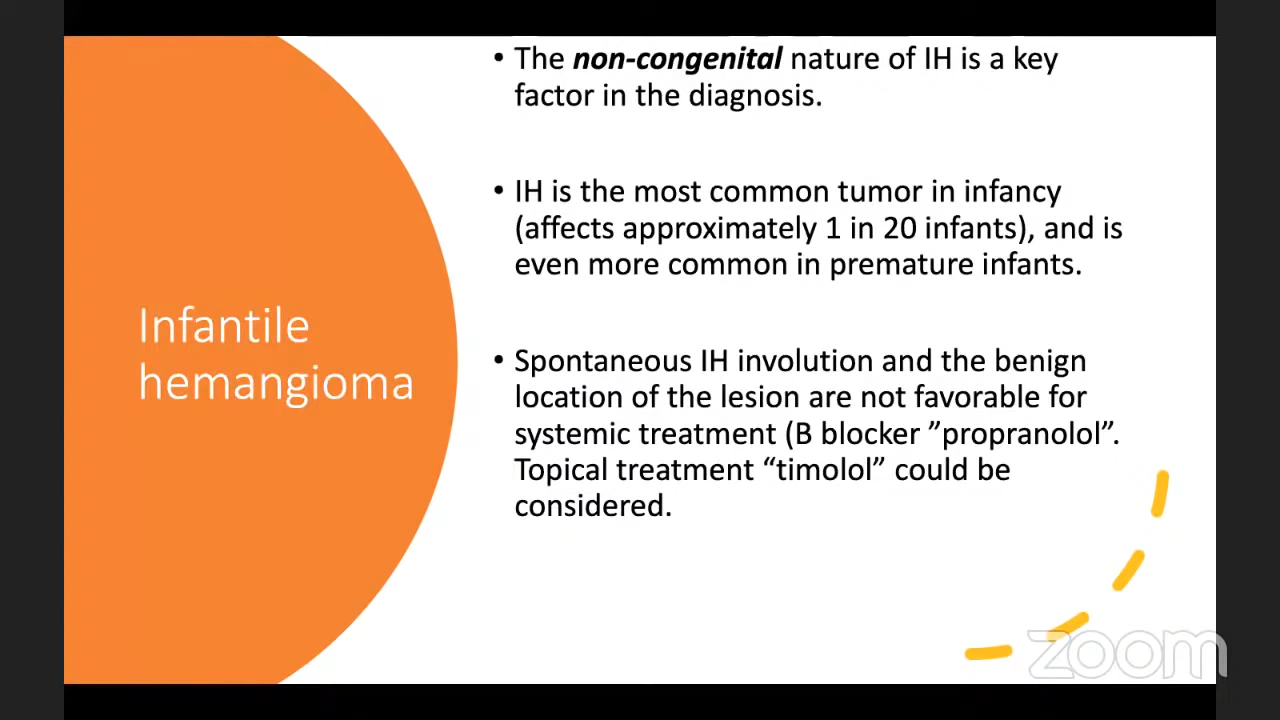 Infantile
hemangioma
• The non-congenital nature of IH is a key
factor in the diagnosis.
• IH is the most common tumor in infancy
(affects approximately 1 in 20 infants), and is
even more common in premature infants.
• Spontaneous IH involution and the benign
location of the lesion are not favorable for
systemic treatment (B blocker ”propranolol”.
Topical treatment “timolol” could be
considered.
zoom